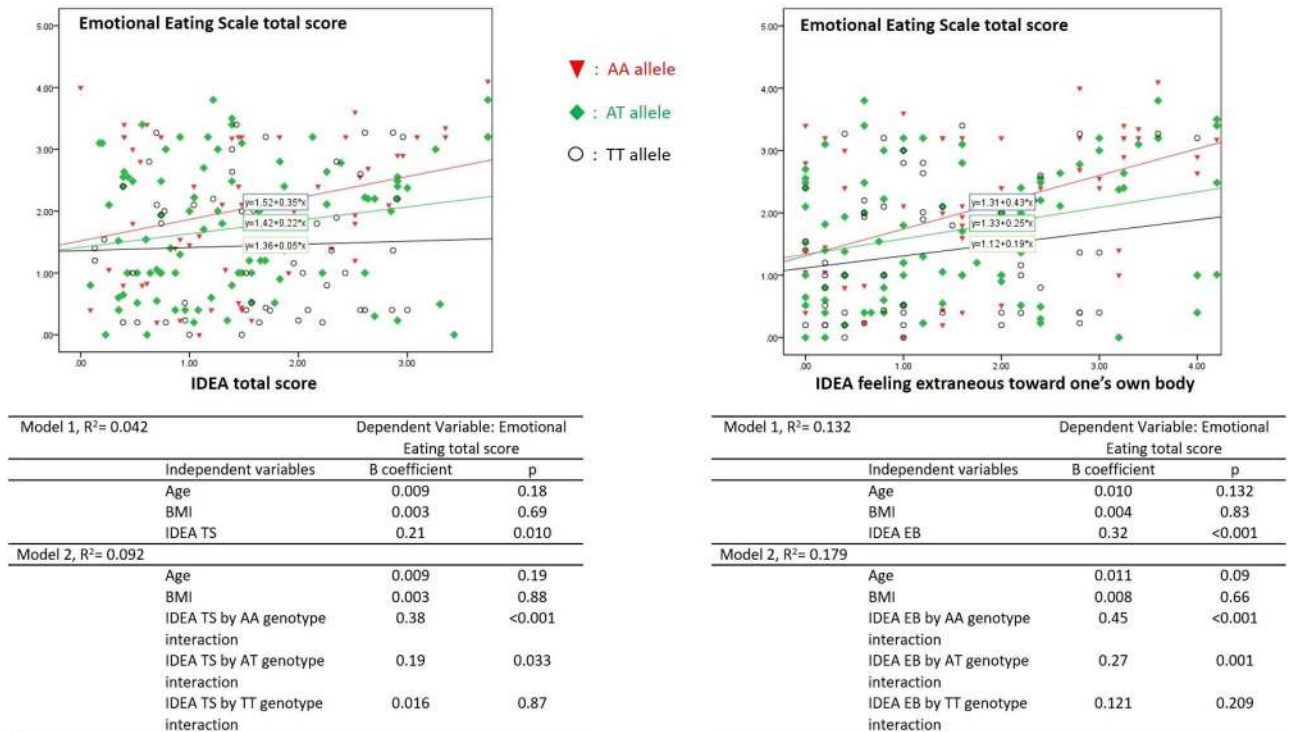 Emotional Eating Scale total score
5.00
4.00
3.00
2.00
1.00
.00
y=1.52+0.35*x
y=1.42+0.22*x
y=1.36+0.05*x
.00 1.00 2.00 3.00
IDEA total score
▼ : AA allele
◆ : AT allele
○ : TT allele
Emotional Eating Scale total score
5.00
4.00
3.00
2.00
1.00
.00
y=1.31+0.43*x
y=1.33+0.25*x
y=1.12+0.19*x
.00 1.00 2.00 3.00 4.00
IDEA feeling extraneous toward one's own body
Model 1, R²= 0.042 Dependent Variable: Emotional
Eating total score
Independent variables B coefficient p
Age 0.009 0.18
BMI 0.003 0.69
IDEA TS 0.21 0.010
Model 2, R²= 0.092
Age 0.009 0.19
BMI 0.003 0.88
IDEA TS by AA genotype 0.38 <0.001
interaction
IDEA TS by AT genotype 0.19 0.033
interaction
IDEA TS by TT genotype 0.016 0.87
interaction
Model 1, R²= 0.132 Dependent Variable: Emotional
Eating total score
Independent variables B coefficient p
Age 0.010 0.132
BMI 0.004 0.83
IDEA EB 0.32 <0.001
Model 2, R²= 0.179
Age 0.011 0.09
BMI 0.008 0.66
IDEA EB by AA genotype 0.45 <0.001
interaction
IDEA EB by AT genotype 0.27 0.001
interaction
IDEA EB by TT genotype 0.121 0.209
interaction